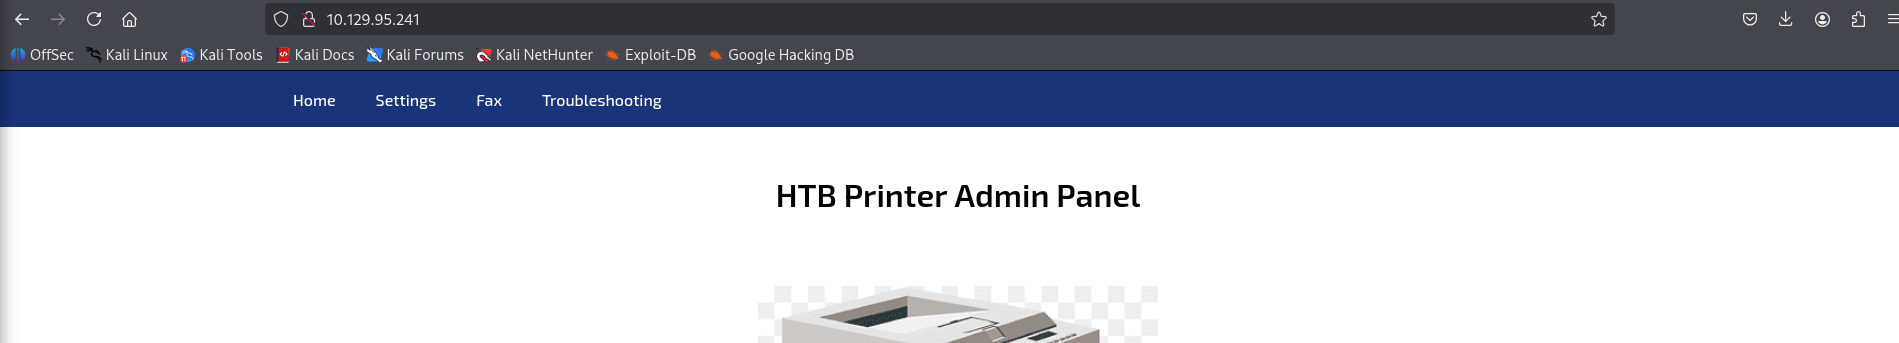 10.129.95.241
OffSec Kali Linux Kali Tools Kali Docs Kali Forums Kali NetHunter Exploit-DB Google Hacking DB
Home Settings Fax Troubleshooting
HTB Printer Admin Panel